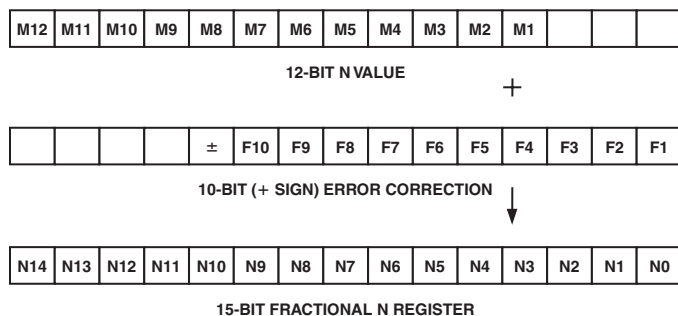 M12 M11 M10 M9 M8 M7 M6 M5 M4 M3 M2 M1
12-BIT N VALUE
+
± F10 F9 F8 F7 F6 F5 F4 F3 F2 F1
10-BIT (+ SIGN) ERROR CORRECTION
N14 N13 N12 N11 N10 N9 N8 N7 N6 N5 N4 N3 N2 N1 N0
15-BIT FRACTIONAL N REGISTER